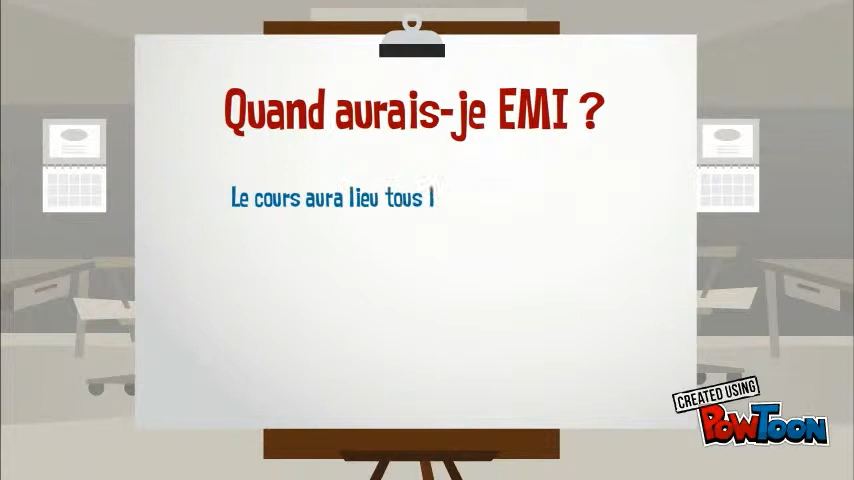 Quand aurais-je EMI ?
Le cours aura lieu tous l
CREATED USING
POWTOON